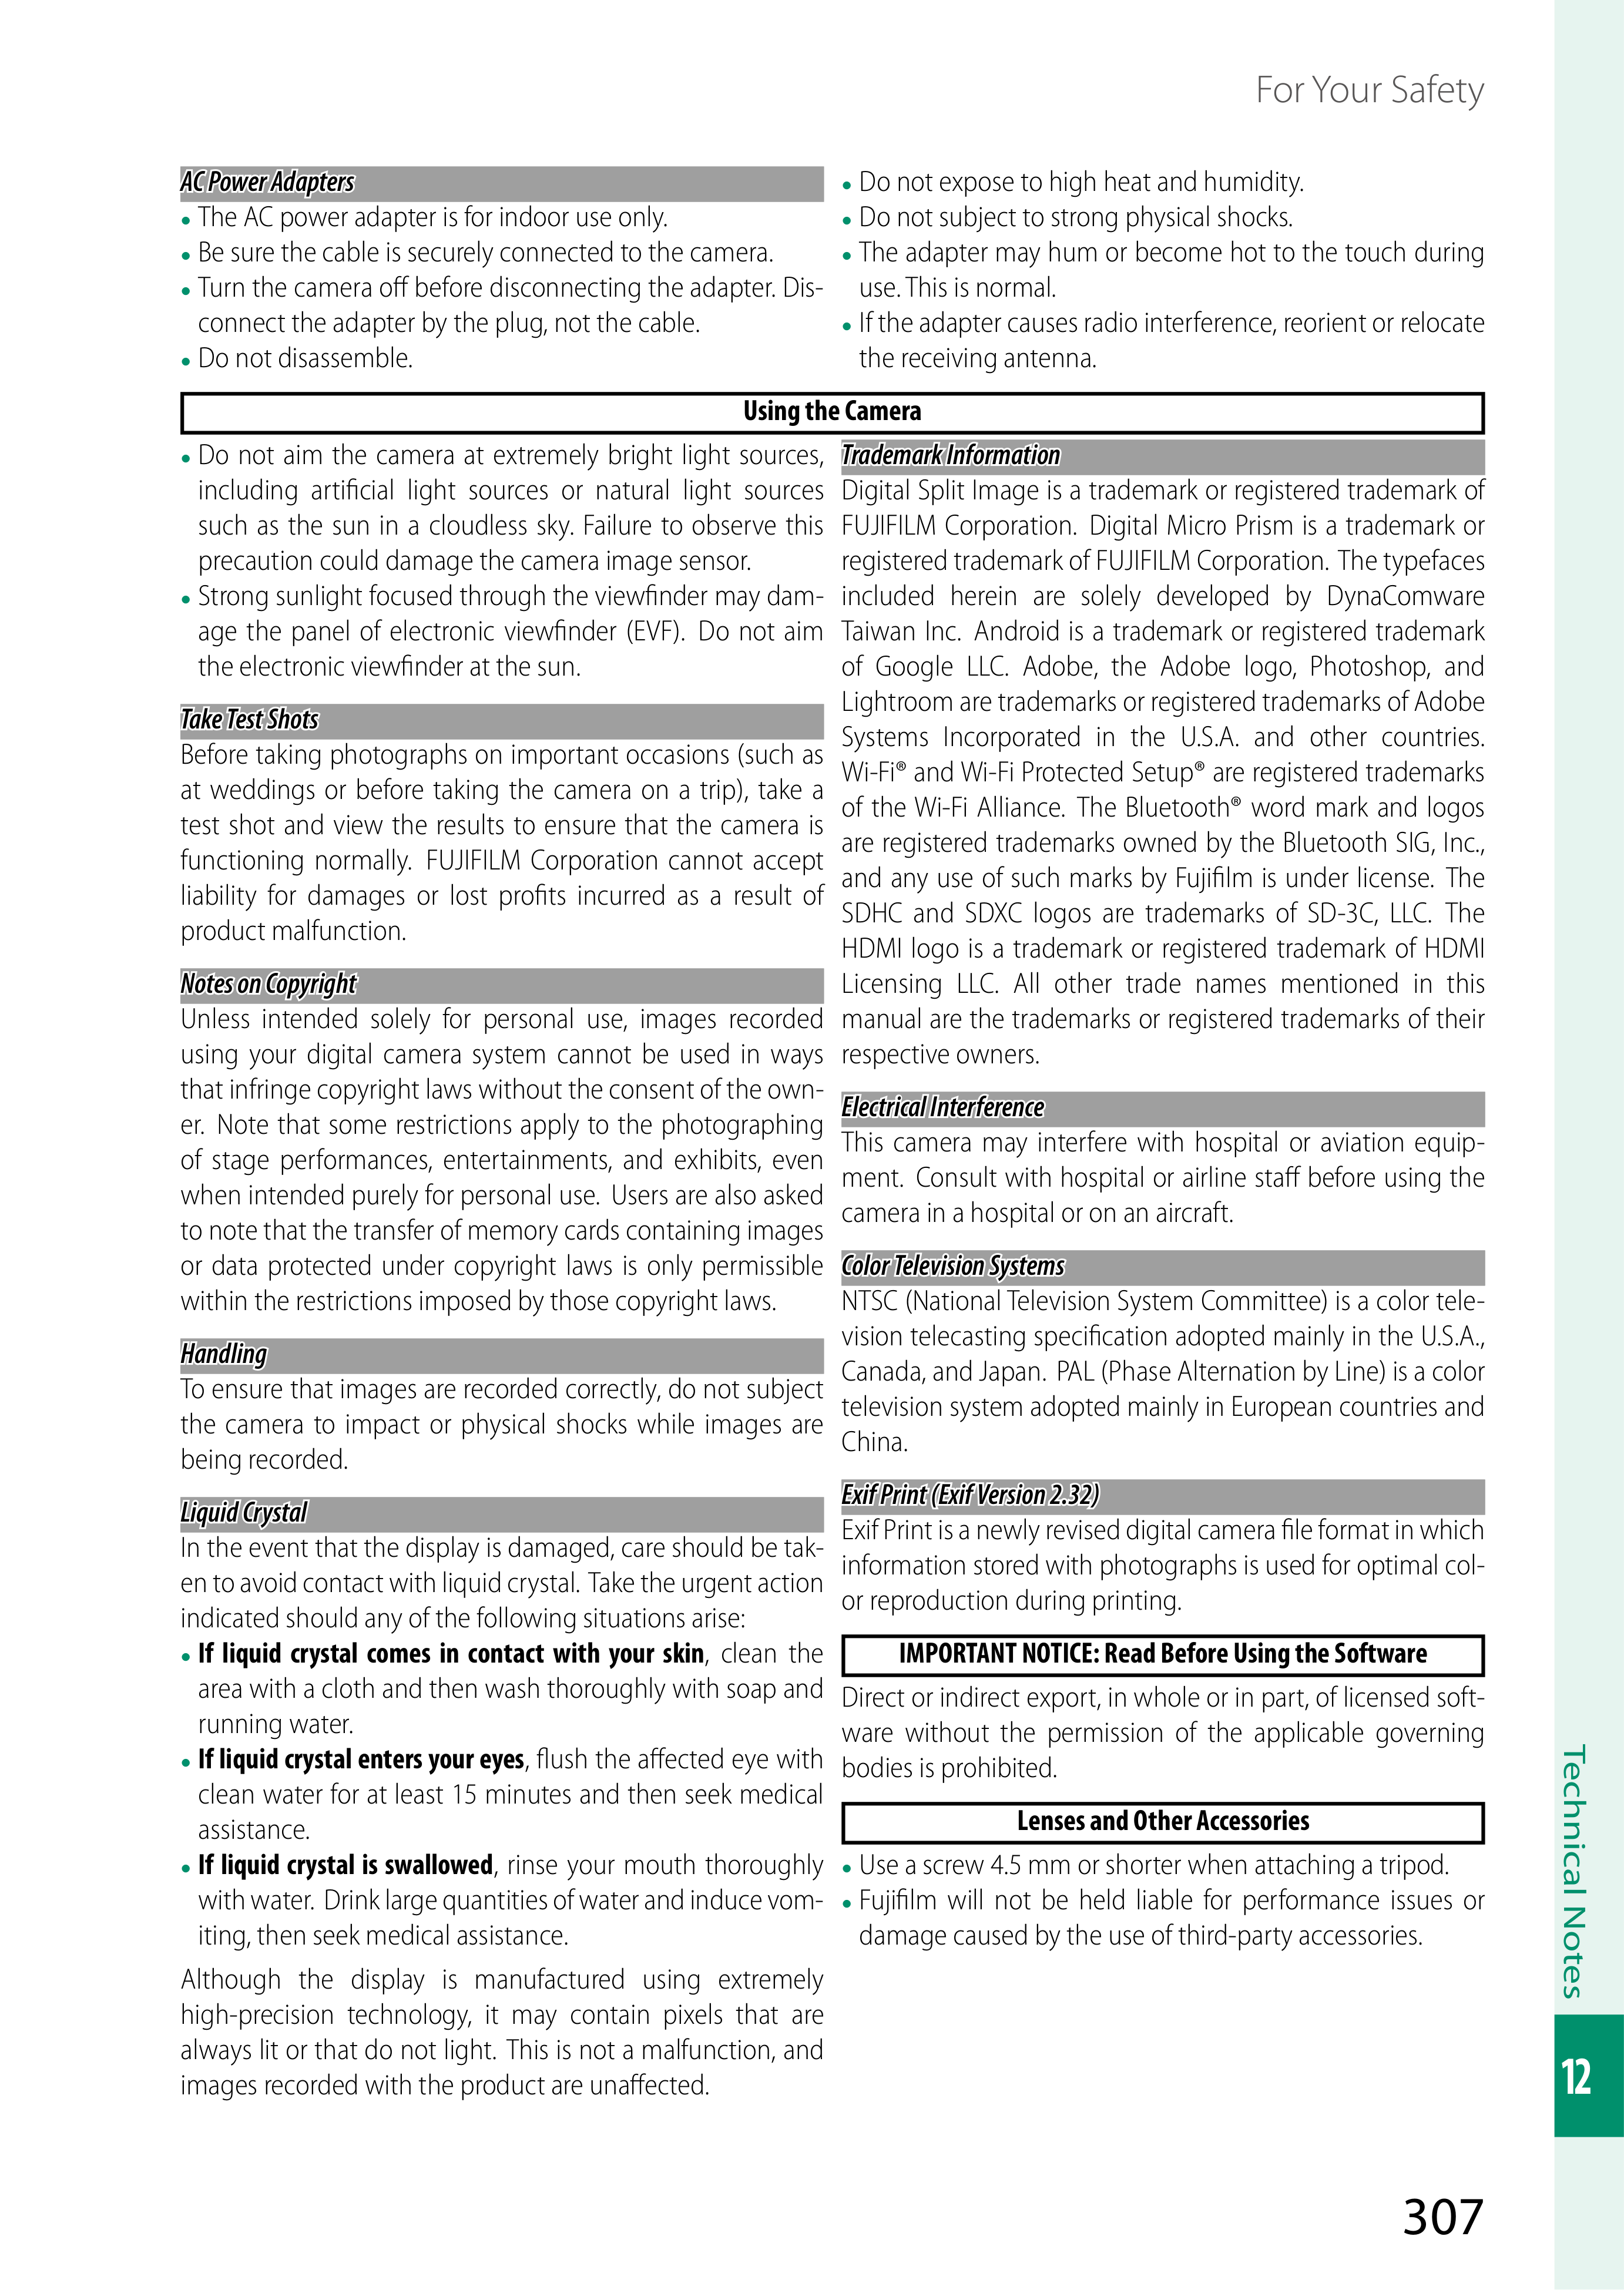 For Your Safety
AC Power Adapters
• The AC power adapter is for indoor use only.
• Be sure the cable is securely connected to the camera.
• Turn the camera off before disconnecting the adapter. Dis-
connect the adapter by the plug, not the cable.
• Do not disassemble.
• Do not expose to high heat and humidity.
• Do not subject to strong physical shocks.
• The adapter may hum or become hot to the touch during
use. This is normal.
• If the adapter causes radio interference, reorient or relocate
the receiving antenna.
Using the Camera
• Do not aim the camera at extremely bright light sources,
including artificial light sources or natural light sources
such as the sun in a cloudless sky. Failure to observe this
precaution could damage the camera image sensor.
• Strong sunlight focused through the viewfinder may dam-
age the panel of electronic viewfinder (EVF). Do not aim
the electronic viewfinder at the sun.
Take Test Shots
Before taking photographs on important occasions (such as
at weddings or before taking the camera on a trip), take a
test shot and view the results to ensure that the camera is
functioning normally. FUJIFILM Corporation cannot accept
liability for damages or lost profits incurred as a result of
product malfunction.
Notes on Copyright
Unless intended solely for personal use, images recorded
using your digital camera system cannot be used in ways
that infringe copyright laws without the consent of the own-
er. Note that some restrictions apply to the photographing
of stage performances, entertainments, and exhibits, even
when intended purely for personal use. Users are also asked
to note that the transfer of memory cards containing images
or data protected under copyright laws is only permissible
within the restrictions imposed by those copyright laws.
Handling
To ensure that images are recorded correctly, do not subject
the camera to impact or physical shocks while images are
being recorded.
Liquid Crystal
In the event that the display is damaged, care should be tak-
en to avoid contact with liquid crystal. Take the urgent action
indicated should any of the following situations arise:
• If liquid crystal comes in contact with your skin, clean the
area with a cloth and then wash thoroughly with soap and
running water.
• If liquid crystal enters your eyes, flush the affected eye with
clean water for at least 15 minutes and then seek medical
assistance.
• If liquid crystal is swallowed, rinse your mouth thoroughly
with water. Drink large quantities of water and induce vom-
iting, then seek medical assistance.
Although the display is manufactured using extremely
high-precision technology, it may contain pixels that are
always lit or that do not light. This is not a malfunction, and
images recorded with the product are unaffected.
Trademark Information
Digital Split Image is a trademark or registered trademark of
FUJIFILM Corporation. Digital Micro Prism is a trademark or
registered trademark of FUJIFILM Corporation. The typefaces
included herein are solely developed by DynaComware
Taiwan Inc. Android is a trademark or registered trademark
of Google LLC. Adobe, the Adobe logo, Photoshop, and
Lightroom are trademarks or registered trademarks of Adobe
Systems Incorporated in the U.S.A. and other countries.
Wi-Fi® and Wi-Fi Protected Setup® are registered trademarks
of the Wi-Fi Alliance. The Bluetooth® word mark and logos
are registered trademarks owned by the Bluetooth SIG, Inc.,
and any use of such marks by Fujifilm is under license. The
SDHC and SDXC logos are trademarks of SD-3C, LLC. The
HDMI logo is a trademark or registered trademark of HDMI
Licensing LLC. All other trade names mentioned in this
manual are the trademarks or registered trademarks of their
respective owners.
Electrical Interference
This camera may interfere with hospital or aviation equip-
ment. Consult with hospital or airline staff before using the
camera in a hospital or on an aircraft.
Color Television Systems
NTSC (National Television System Committee) is a color tele-
vision telecasting specification adopted mainly in the U.S.A.,
Canada, and Japan. PAL (Phase Alternation by Line) is a color
television system adopted mainly in European countries and
China.
Exif Print (Exif Version 2.32)
Exif Print is a newly revised digital camera file format in which
information stored with photographs is used for optimal col-
or reproduction during printing.
IMPORTANT NOTICE: Read Before Using the Software
Direct or indirect export, in whole or in part, of licensed soft-
ware without the permission of the applicable governing
bodies is prohibited.
Lenses and Other Accessories
• Use a screw 4.5 mm or shorter when attaching a tripod.
• Fujifilm will not be held liable for performance issues or
damage caused by the use of third-party accessories.
Technical Notes
12
307